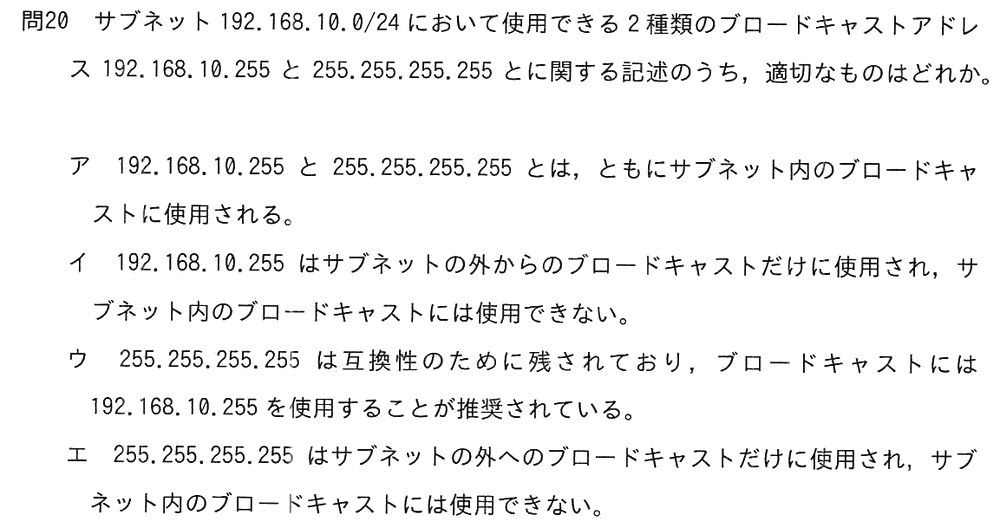 問20 サブネット 192.168.10.0/24 において使用できる 2 種類のブロードキャストアドレ
ス 192.168.10.255 と 255.255.255.255 とに関する記述のうち，適切なものはどれか。
ア 192.168.10.255 と 255.255.255.255 とは，ともにサブネット内のブロードキャ
ストに使用される。
イ 192.168.10.255 はサブネットの外からのブロードキャストだけに使用され，サ
ブネット内のブロードキャストには使用できない。
ウ 255.255.255.255 は互換性のために残されており，ブロードキャストには
192.168.10.255 を使用することが推奨されている。
エ 255.255.255.255 はサブネットの外へのブロードキャストだけに使用され，サブ
ネット内のブロードキャストには使用できない。